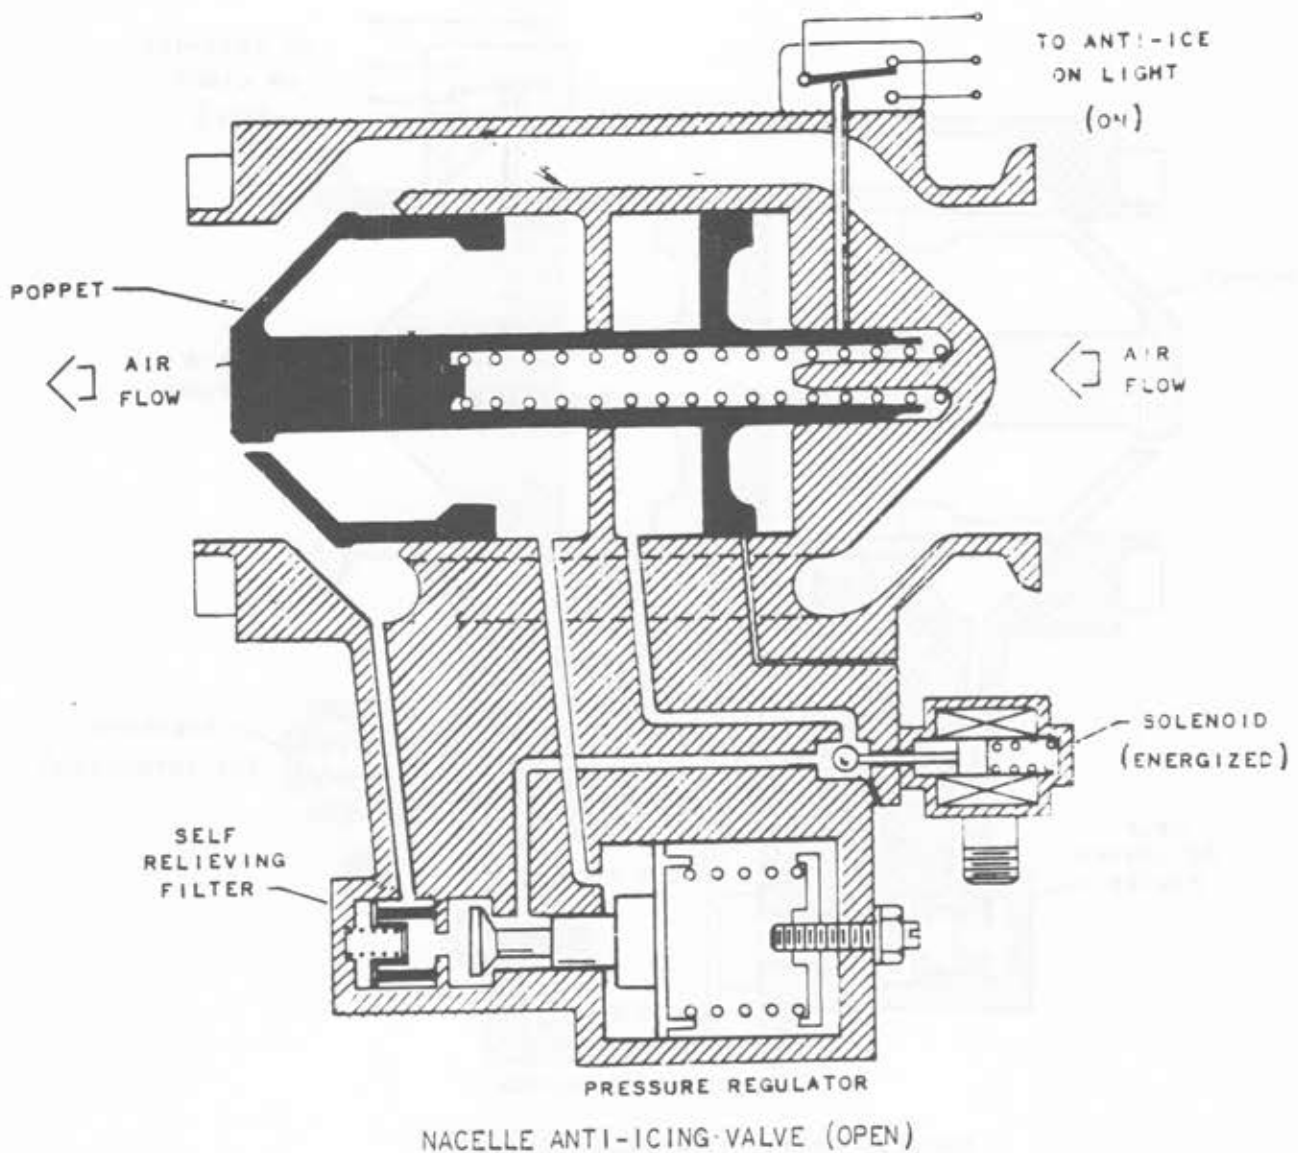 TO ANTI-ICE
ON LIGHT
(ON)
POPPET
AIR
FLOW
AIR
FLOW
SOLENOID
(ENERGIZED)
SELF
RELIEVING
FILTER
PRESSURE REGULATOR
NACELLE ANTI-ICING VALVE (OPEN)